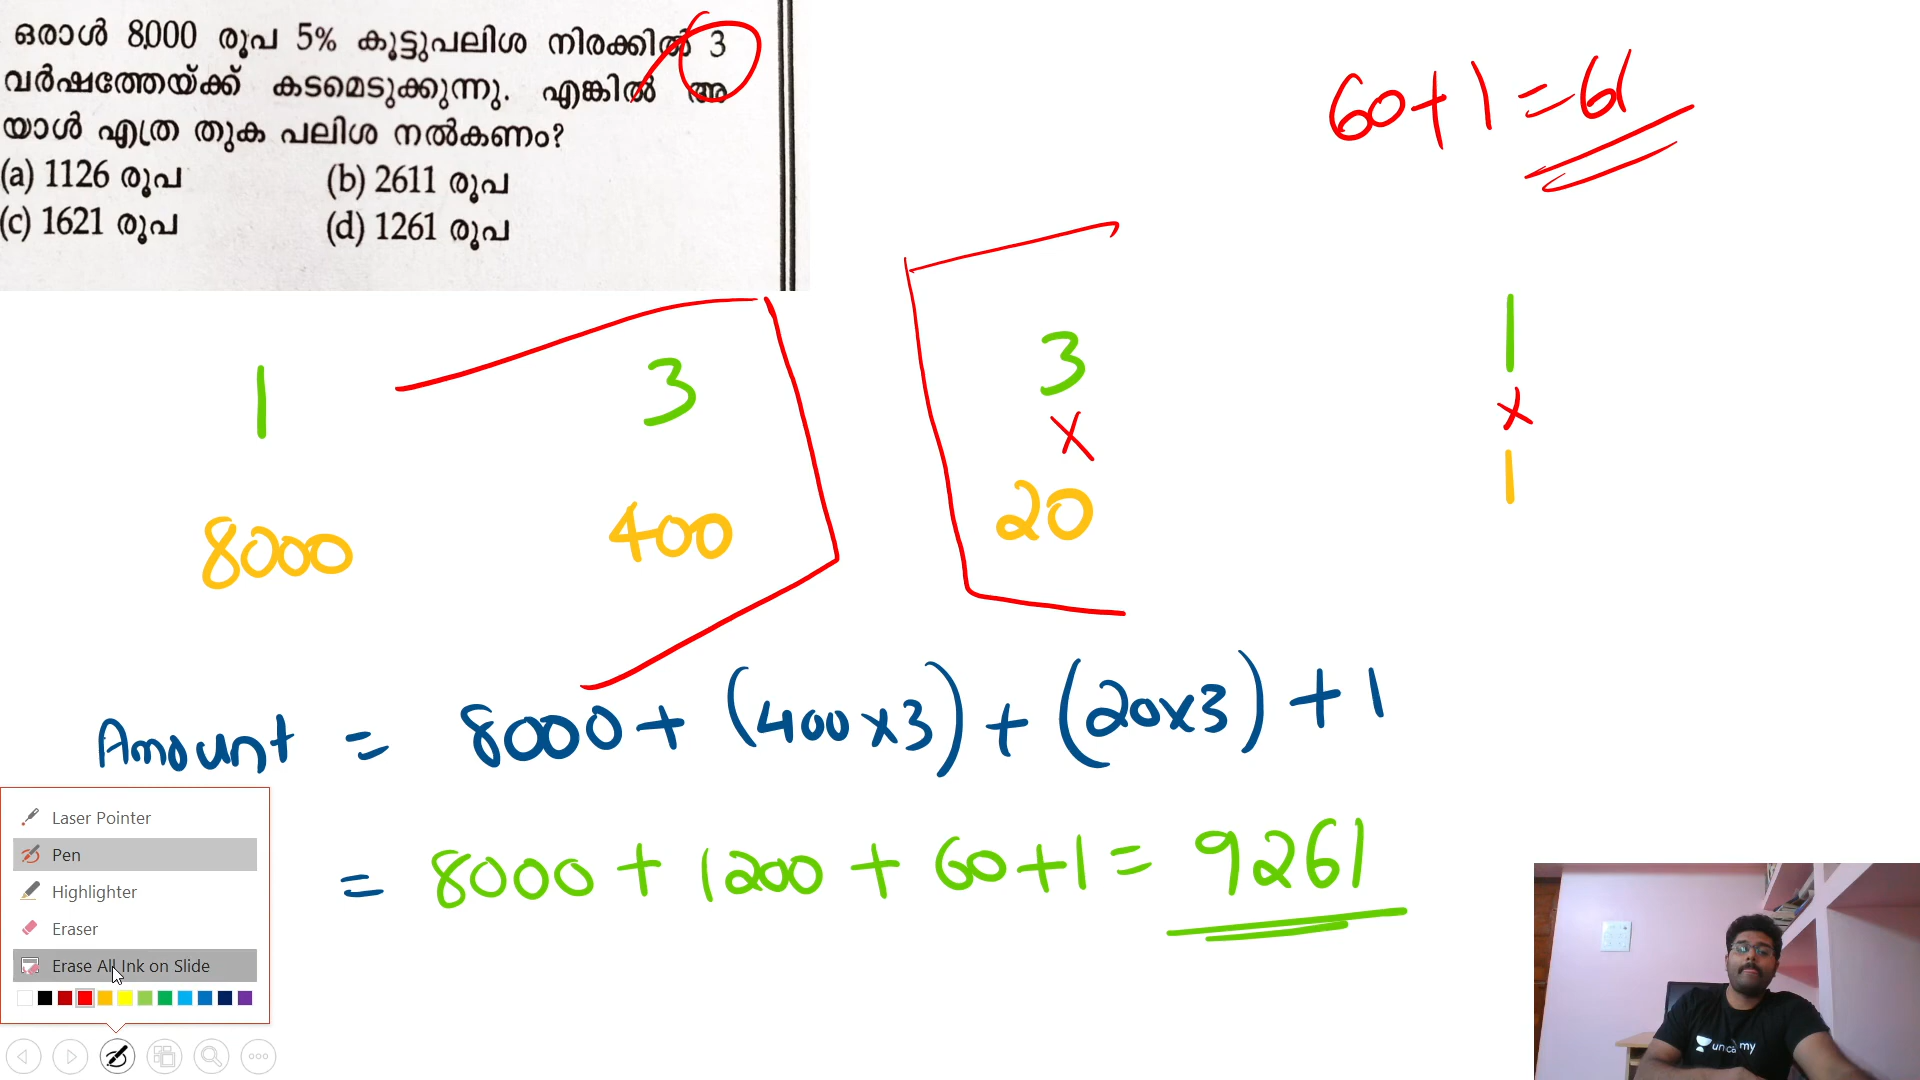 ഒരാൾ 8,000 രൂപ 5% കൂട്ടുപലിശ നിരക്കിൽ 3
വർഷത്തേയ്ക്ക് കടമെടുക്കുന്നു. എങ്കിൽ അ
യാൾ എത്ര തുക പലിശ നൽകണം?
(a) 1126 രൂപ (b) 2611 രൂപ
(c) 1621 രൂപ (d) 1261 രൂപ
60+1=61
1 3 3 1
x x
8000 400 20 1
Amount = 8000 + (400x3) + (20x3) + 1
= 8000 + 1200 + 60+1 = 9261
Laser Pointer
Pen
Highlighter
Eraser
Erase All Ink on Slide